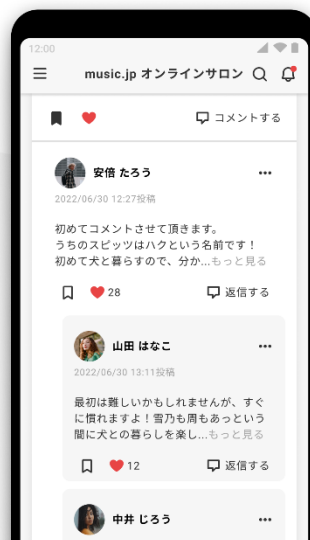 12:00
music.jp オンラインサロン
コメントする
安倍 たろう
2022/06/30 12:27投稿
初めてコメントさせて頂きます。
うちのスピッツはハクという名前です！
初めて犬と暮らすので、分か...もっと見る
28
返信する
山田 はなこ
2022/06/30 13:11投稿
最初は難しいかもしれませんが、すぐ
に慣れますよ！雪乃も周もあっという
間に犬との暮らしを楽し...もっと見る
12
返信する
中井 じろう